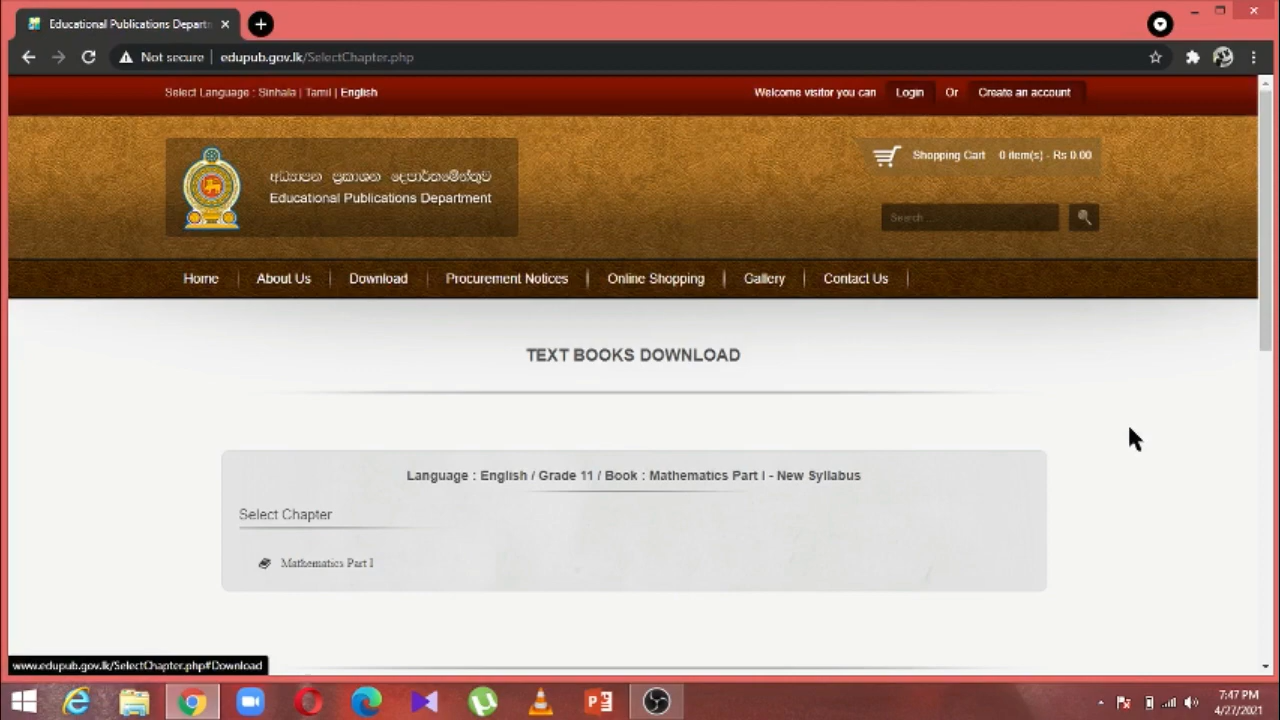 Educational Publications Depart
Not secure | edupub.gov.lk/SelectChapter.php
Select Language : Sinhala | Tamil | English
Welcome visitor you can Login Or Create an account
Shopping Cart 0 item(s) - Rs 0.00
අධ්‍යාපන ප්‍රකාශන දෙපාර්තමේන්තුව
Educational Publications Department
Search ...
Home | About Us | Download | Procurement Notices | Online Shopping | Gallery | Contact Us |
TEXT BOOKS DOWNLOAD
Language : English / Grade 11 / Book : Mathematics Part I - New Syllabus
Select Chapter
Mathematics Part I
www.edupub.gov.lk/SelectChapter.php#Download
7:47 PM
4/27/2021